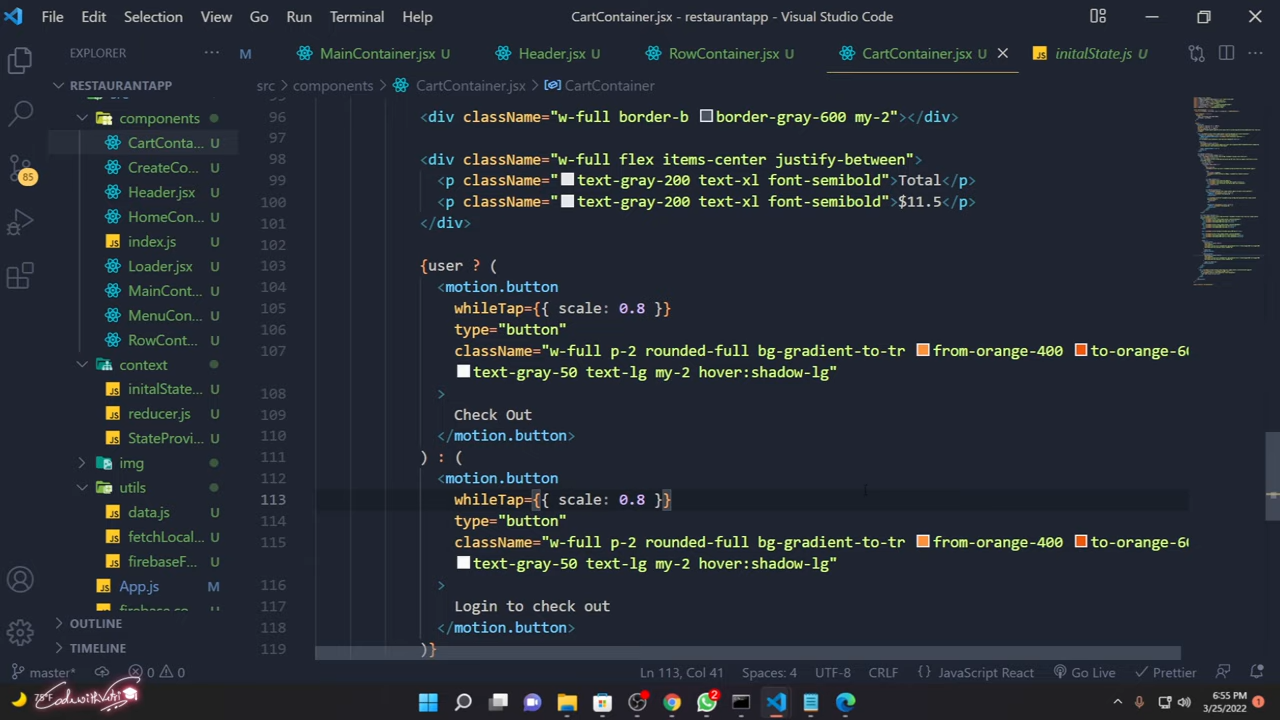 File Edit Selection View Go Run Terminal Help CartContainer.jsx - restaurantapp - Visual Studio Code
EXPLORER ... M MainContainer.jsx U Header.jsx U RowContainer.jsx U CartContainer.jsx U initalState.js U
RESTAURANTAPP
src > components > CartContainer.jsx > CartContainer
components
CartConta... U
CreateCo... U
Header.jsx U
HomeCon... U
index.js U
Loader.jsx U
MainCont... U
MenuCon... U
RowCont... U
context
initalState... U
reducer.js U
StateProvi... U
img
utils
data.js U
fetchLocal... U
firebaseF... U
App.js M
OUTLINE
TIMELINE
85
96 <div className="w-full border-b border-gray-600 my-2"></div>
97
98 <div className="w-full flex items-center justify-between">
99 <p className="text-gray-200 text-xl font-semibold">Total</p>
100 <p className="text-gray-200 text-xl font-semibold">$11.5</p>
101 </div>
102
103 {user ? (
104 <motion.button
105 whileTap={{ scale: 0.8 }}
106 type="button"
107 className="w-full p-2 rounded-full bg-gradient-to-tr from-orange-400 to-orange-6
text-gray-50 text-lg my-2 hover:shadow-lg"
108 >
109 Check Out
110 </motion.button>
111 ) : (
112 <motion.button
113 whileTap={{ scale: 0.8 }}
114 type="button"
115 className="w-full p-2 rounded-full bg-gradient-to-tr from-orange-400 to-orange-6
text-gray-50 text-lg my-2 hover:shadow-lg"
116 >
117 Login to check out
118 </motion.button>
119 )}
master* 0 0 Ln 113, Col 41 Spaces: 4 UTF-8 CRLF {} JavaScript React Go Live Prettier
78°F 2 6:55 PM
3/25/2022